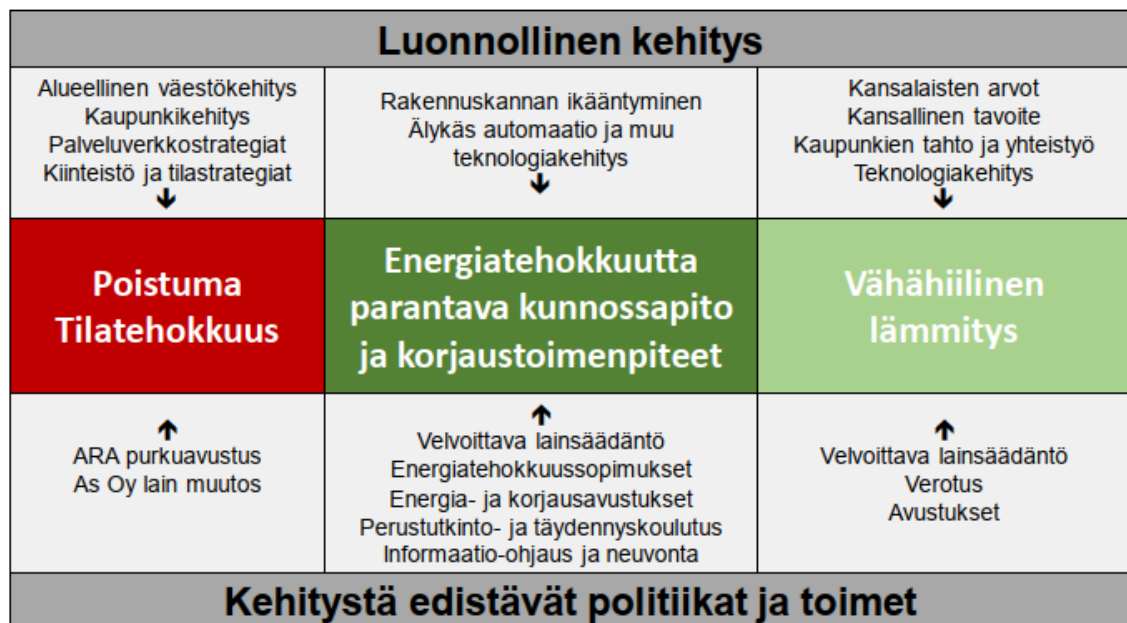 Luonnollinen kehitys
Alueellinen väestökehitys
Kaupunkikehitys
Palveluverkkostrategiat
Kiinteistö ja tilastrategiat
Rakennuskannan ikääntyminen
Älykäs automaatio ja muu
teknologiakehitys
Kansalaisten arvot
Kansallinen tavoite
Kaupunkien tahto ja yhteistyö
Teknologiakehitys
Poistuma
Tilatehokkuus
Energiatehokkuutta
parantava kunnossapito
ja korjaustoimenpiteet
Vähähiilinen
lämmitys
ARA purkuavustus
As Oy lain muutos
Velvoittava lainsäädäntö
Energiatehokkuussopimukset
Energia- ja korjausavustukset
Perustutkinto- ja täydennyskoulutus
Informaatio-ohjaus ja neuvonta
Velvoittava lainsäädäntö
Verotus
Avustukset
Kehitystä edistävät politiikat ja toimet